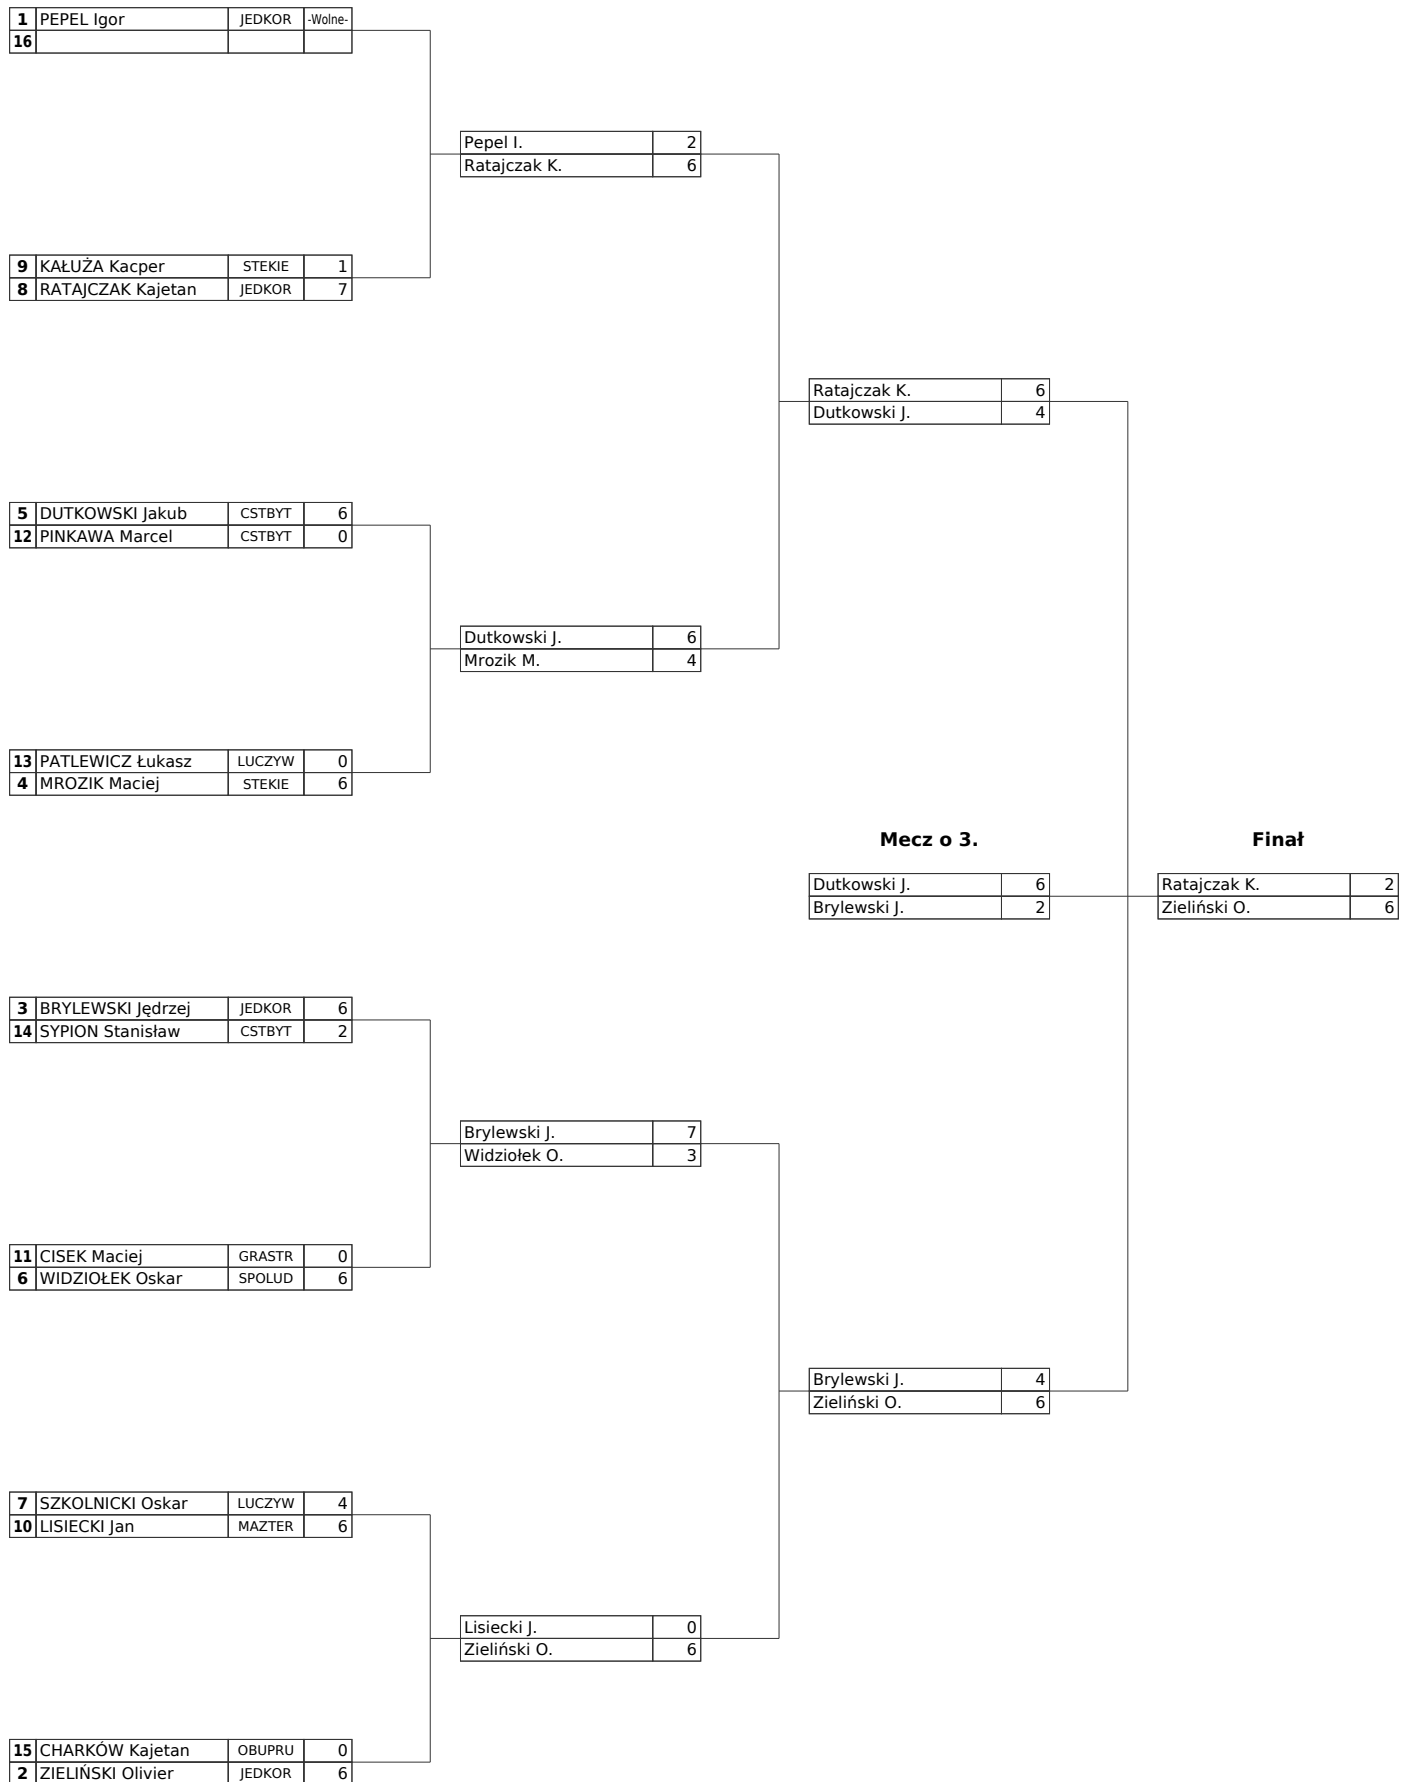 1 PEPEL Igor JEDKOR -Wolne-
16
Pepel I. 2
Ratajczak K. 6
9 KAŁUŻA Kacper STEKIE 1
8 RATAJCZAK Kajetan JEDKOR 7
Ratajczak K. 6
Dutkowski J. 4
5 DUTKOWSKI Jakub CSTBYT 6
12 PINKAWA Marcel CSTBYT 0
Dutkowski J. 6
Mrozik M. 4
13 PATLEWICZ Łukasz LUCZYW 0
4 MROZIK Maciej STEKIE 6
Mecz o 3. Finał
Dutkowski J. 6 Ratajczak K. 2
Brylewski J. 2 Zieliński O. 6
3 BRYLEWSKI Jędrzej JEDKOR 6
14 SYPION Stanisław CSTBYT 2
Brylewski J. 7
Widziołek O. 3
11 CISEK Maciej GRASTR 0
6 WIDZIOŁEK Oskar SPOLUD 6
Brylewski J. 4
Zieliński O. 6
7 SZKOLNICKI Oskar LUCZYW 4
10 LISIECKI Jan MAZTER 6
Lisiecki J. 0
Zieliński O. 6
15 CHARKÓW Kajetan OBUPRU 0
2 ZIELIŃSKI Olivier JEDKOR 6